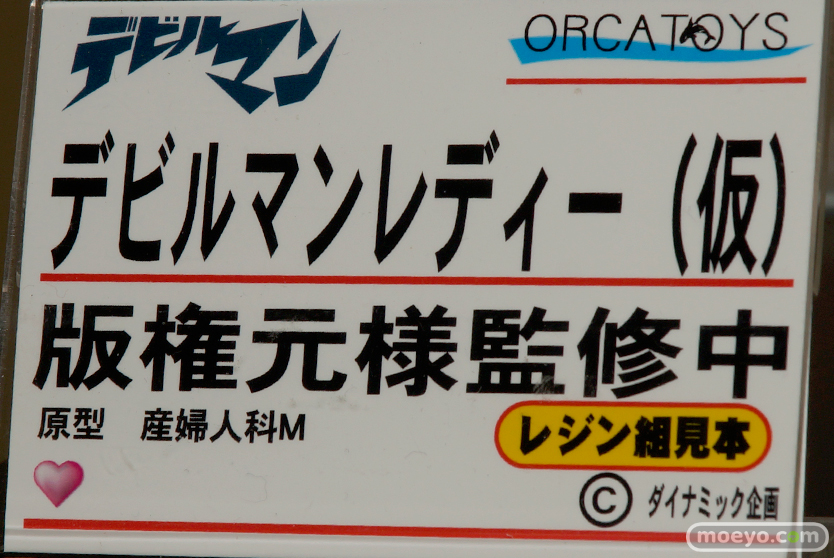 デビルマン
ORCATOYS
デビルマンレディー（仮）
版権元様監修中
原型　産婦人科M
レジン組見本
© ダイナミック企画
moeyo.com